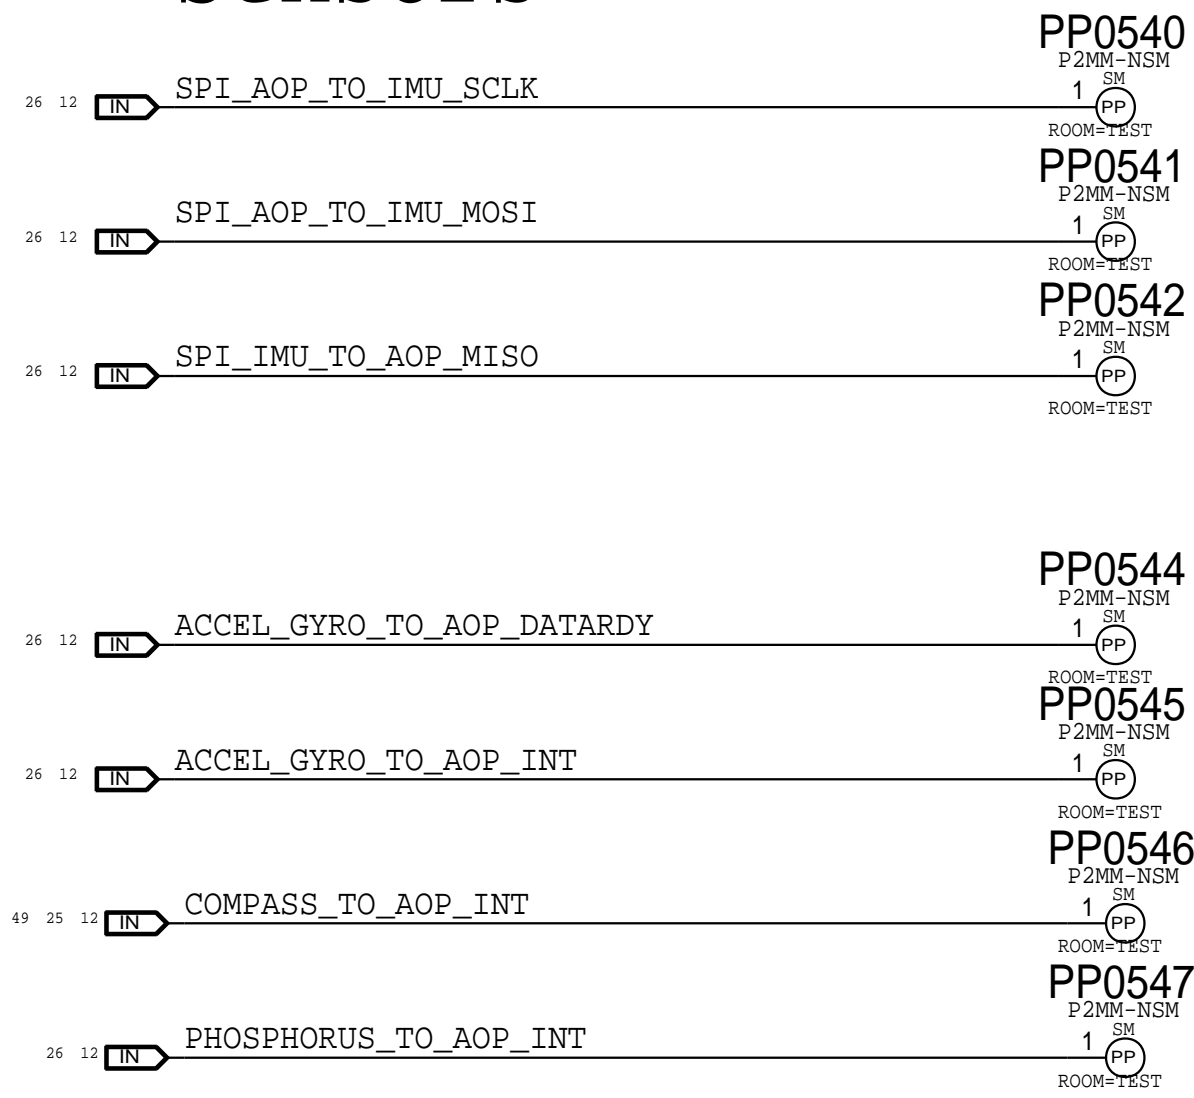 PP0540
P2MM-NSM
SM
SPI_AOP_TO_IMU_SCLK 1
26 12 IN PP
ROOM=TEST
PP0541
P2MM-NSM
SM
SPI_AOP_TO_IMU_MOSI 1
26 12 IN PP
ROOM=TEST
PP0542
P2MM-NSM
SM
SPI_IMU_TO_AOP_MISO 1
26 12 IN PP
ROOM=TEST
PP0544
P2MM-NSM
SM
ACCEL_GYRO_TO_AOP_DATARDY 1
26 12 IN PP
ROOM=TEST
PP0545
P2MM-NSM
SM
ACCEL_GYRO_TO_AOP_INT 1
26 12 IN PP
ROOM=TEST
PP0546
P2MM-NSM
SM
COMPASS_TO_AOP_INT 1
49 25 12 IN PP
ROOM=TEST
PP0547
P2MM-NSM
SM
PHOSPHORUS_TO_AOP_INT 1
26 12 IN PP
ROOM=TEST